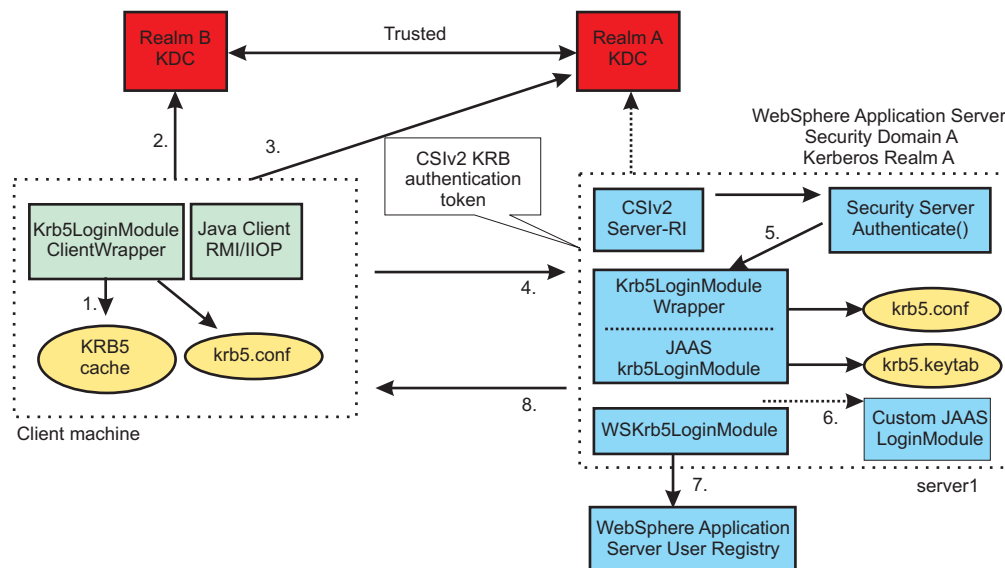 Realm B
KDC
Trusted
Realm A
KDC
WebSphere Application Server
Security Domain A
Kerberos Realm A
2.
3.
CSIv2 KRB
authentication
token
Krb5LoginModule
ClientWrapper
Java Client
RMI/IIOP
CSIv2
Server-RI
Security Server
Authenticate()
5.
1.
4.
Krb5LoginModule
Wrapper
JAAS
krb5LoginModule
krb5.conf
krb5.keytab
KRB5
cache
krb5.conf
8.
6.
WSKrb5LoginModule
Custom JAAS
LoginModule
Client machine
server1
7.
WebSphere Application
Server User Registry